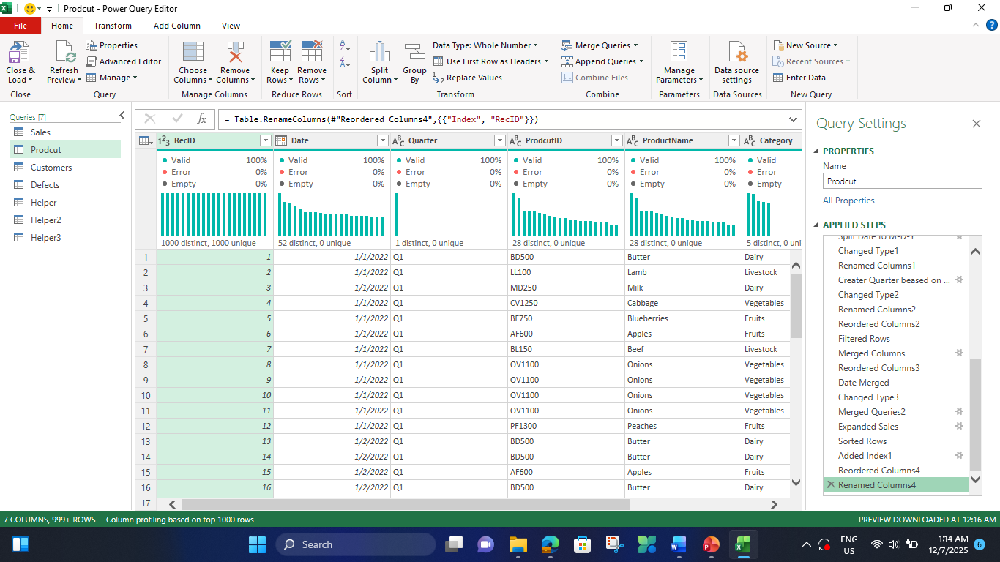 Prodcut - Power Query Editor
File Home Transform Add Column View
Close & Load
Refresh Preview
Properties
Advanced Editor
Manage
Choose Columns
Remove Columns
Keep Rows
Remove Rows
Split Column
Group By
Data Type: Whole Number
Use First Row as Headers
Replace Values
Merge Queries
Append Queries
Combine Files
Manage Parameters
Data source settings
New Source
Recent Sources
Enter Data
Close Query Manage Columns Reduce Rows Sort Transform Combine Parameters Data Sources New Query
Queries [7]
Sales
Prodcut
Customers
Defects
Helper
Helper2
Helper3
fx = Table.RenameColumns(#"Reordered Columns4",{{"Index", "RecID"}})
123 RecID Date ABC Quarter ABC ProdcutID ABC ProductName ABC Category
Valid 100% Valid 100% Valid 100% Valid 100% Valid 100% Valid
Error 0% Error 0% Error 0% Error 0% Error 0% Error
Empty 0% Empty 0% Empty 0% Empty 0% Empty 0% Empty
1000 distinct, 1000 unique 52 distinct, 0 unique 1 distinct, 0 unique 28 distinct, 0 unique 28 distinct, 0 unique 5 distinct, 0 uni
1 1 1/1/2022 Q1 BD500 Butter Dairy
2 2 1/1/2022 Q1 LL100 Lamb Livestock
3 3 1/1/2022 Q1 MD250 Milk Dairy
4 4 1/1/2022 Q1 CV1250 Cabbage Vegetables
5 5 1/1/2022 Q1 BF750 Blueberries Fruits
6 6 1/1/2022 Q1 AF600 Apples Fruits
7 7 1/1/2022 Q1 BL150 Beef Livestock
8 8 1/1/2022 Q1 OV1100 Onions Vegetables
9 9 1/1/2022 Q1 OV1100 Onions Vegetables
10 10 1/1/2022 Q1 OV1100 Onions Vegetables
11 11 1/1/2022 Q1 OV1100 Onions Vegetables
12 12 1/1/2022 Q1 PF1300 Peaches Fruits
13 13 1/2/2022 Q1 BD500 Butter Dairy
14 14 1/2/2022 Q1 BD500 Butter Dairy
15 15 1/2/2022 Q1 AF600 Apples Fruits
16 16 1/2/2022 Q1 BD500 Butter Dairy
17
Query Settings
PROPERTIES
Name
Prodcut
All Properties
APPLIED STEPS
Split Date to M-D-Y
Changed Type1
Renamed Columns1
Creater Quarter beased on ...
Changed Type2
Renamed Columns2
Reordered Columns2
Filtered Rows
Merged Columns
Reordered Columns3
Date Merged
Changed Type3
Merged Queries2
Expanded Sales
Sorted Rows
Added Index1
Reordered Columns4
Renamed Columns4
7 COLUMNS, 999+ ROWS Column profiling based on top 1000 rows PREVIEW DOWNLOADED AT 12:16 AM
Search
ENG
US
1:14 AM
12/7/2025
6